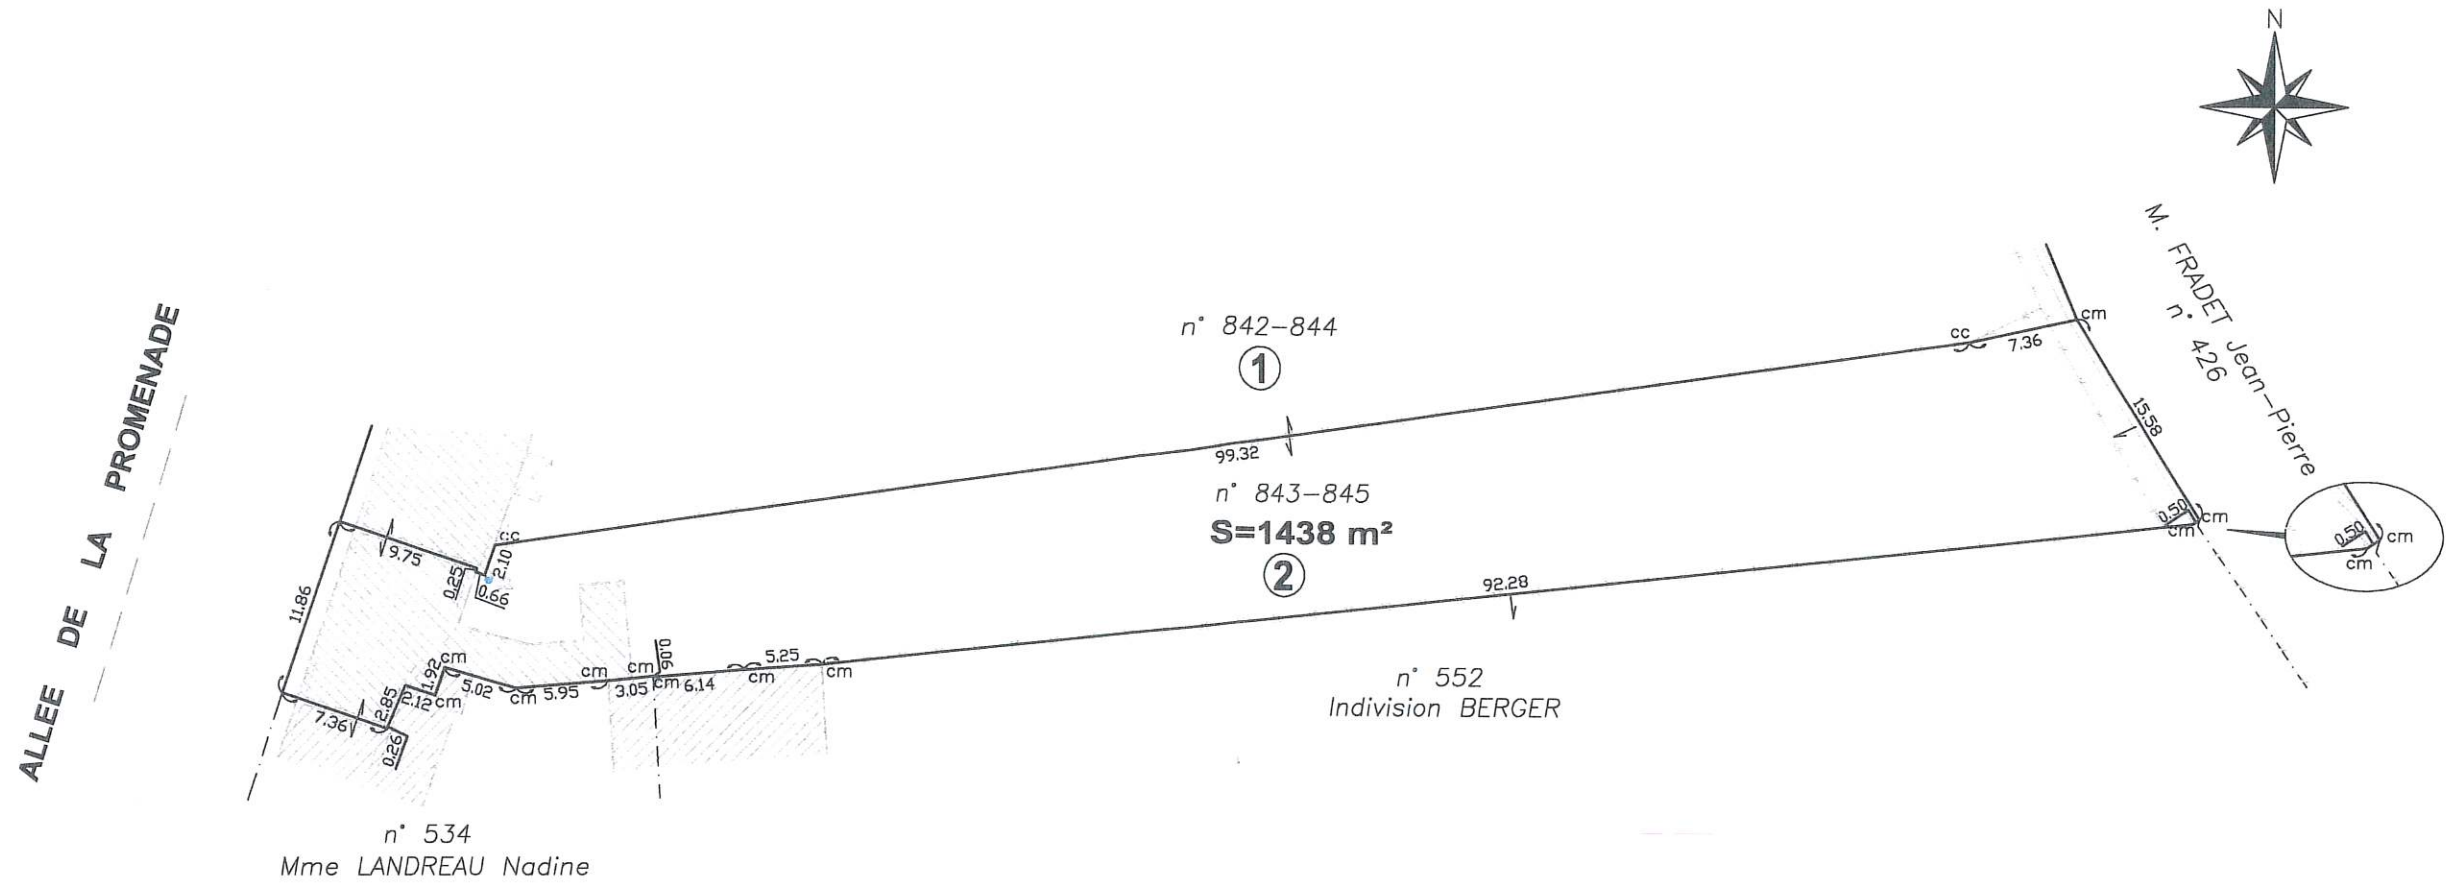 N
M. FRADET Jean-Pierre
n° 426
ALLEE DE LA PROMENADE
n° 842-844
1
cc
7.36
cm
15.58
99.32
n° 843-845
S=1438 m²
2
cc
2.10
9.75
0.25
0.66
11.86
0.50
cm
cm
0.50
cm
cm
92.28
0.06
5.25
cm
cm
6.14
cm
cm
3.05
cm
5.95
cm
5.02
cm
1.92
cm
2.12
2.85
7.36
0.26
n° 552
Indivision BERGER
n° 534
Mme LANDREAU Nadine